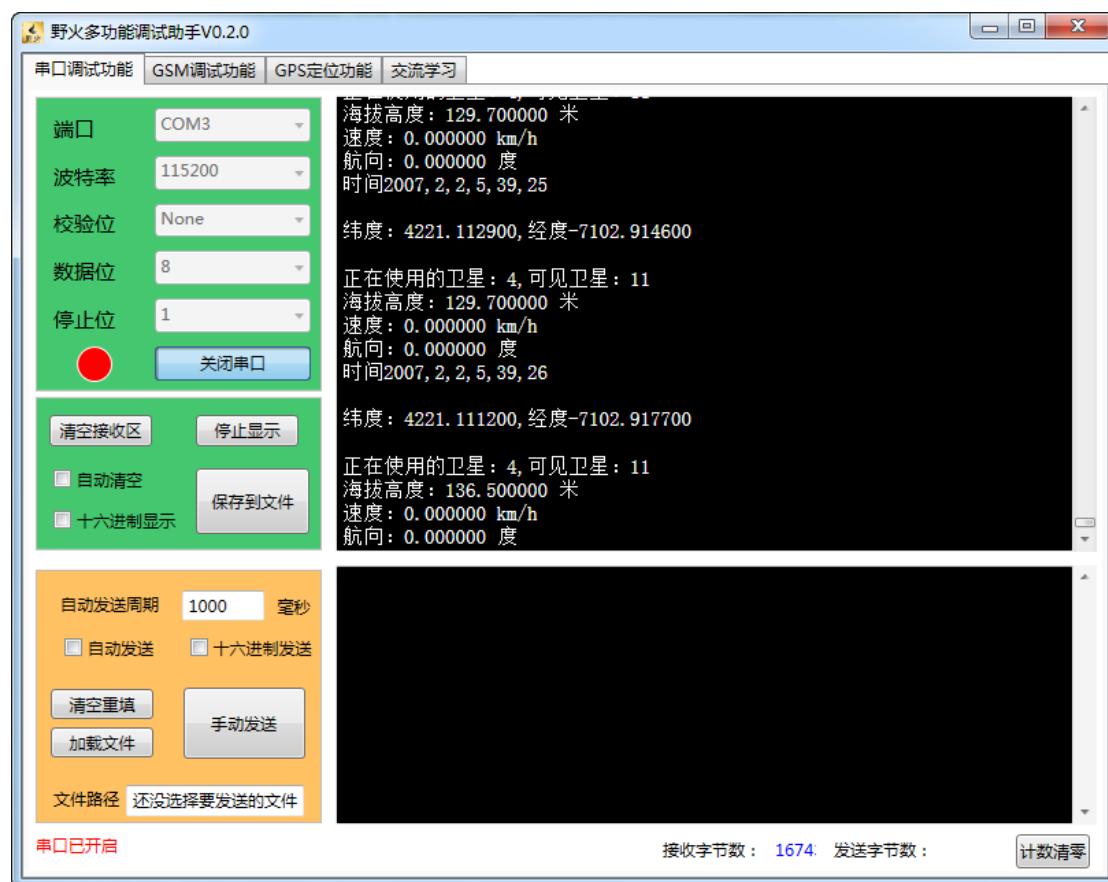 野火多功能调试助手V0.2.0
串口调试功能 GSM调试功能 GPS定位功能 交流学习
端口 COM3
波特率 115200
校验位 None
数据位 8
停止位 1
关闭串口
清空接收区 停止显示
自动清空
保存到文件
十六进制显示
海拔高度：129.700000 米
速度：0.000000 km/h
航向：0.000000 度
时间2007,2,2,5,39,25
纬度：4221.112900,经度-7102.914600
正在使用的卫星：4,可见卫星：11
海拔高度：129.700000 米
速度：0.000000 km/h
航向：0.000000 度
时间2007,2,2,5,39,26
纬度：4221.111200,经度-7102.917700
正在使用的卫星：4,可见卫星：11
海拔高度：136.500000 米
速度：0.000000 km/h
航向：0.000000 度
自动发送周期 1000 毫秒
自动发送 十六进制发送
清空重填
手动发送
加载文件
文件路径 还没选择要发送的文件
串口已开启
接收字节数： 1674 发送字节数： 计数清零